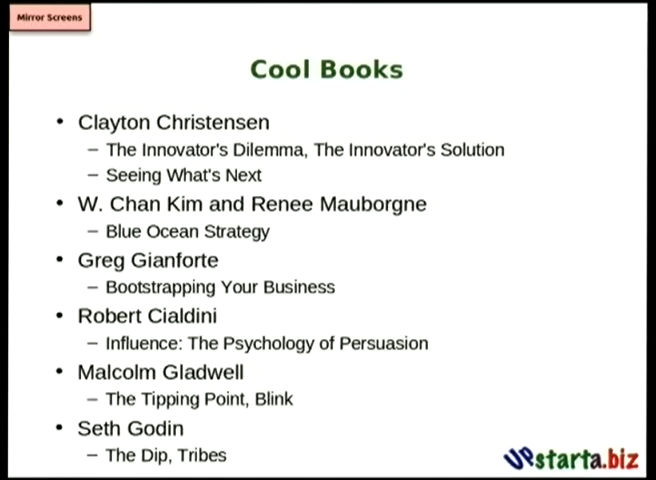 Mirror Screens
Cool Books
• Clayton Christensen
– The Innovator's Dilemma, The Innovator's Solution
– Seeing What's Next
• W. Chan Kim and Renee Mauborgne
– Blue Ocean Strategy
• Greg Gianforte
– Bootstrapping Your Business
• Robert Cialdini
– Influence: The Psychology of Persuasion
• Malcolm Gladwell
– The Tipping Point, Blink
• Seth Godin
– The Dip, Tribes
UPstarta.biz